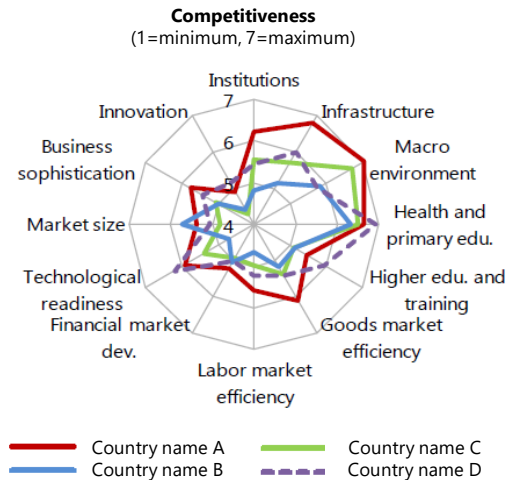 Competitiveness
(1=minimum, 7=maximum)
Institutions
7
Innovation
Infrastructure
6
Business
sophistication
Macro
environment
5
Market size
4
Health and
primary edu.
Technological
readiness
Higher edu. and
training
Financial market
dev.
Goods market
efficiency
Labor market
efficiency
Country name A
Country name C
Country name B
Country name D